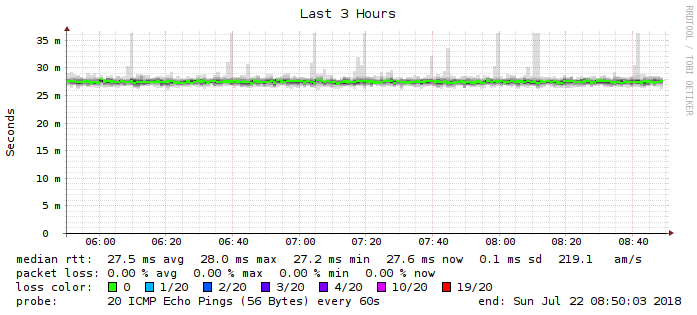 Last 3 Hours
RRDTOOL / TOBI OETIKER
Seconds
35 m
30 m
25 m
20 m
15 m
10 m
5 m
0
06:00 06:20 06:40 07:00 07:20 07:40 08:00 08:20 08:40
median rtt: 27.5 ms avg 28.0 ms max 27.2 ms min 27.6 ms now 0.1 ms sd 219.1 am/s
packet loss: 0.00 % avg 0.00 % max 0.00 % min 0.00 % now
loss color: 0 1/20 2/20 3/20 4/20 10/20 19/20
probe: 20 ICMP Echo Pings (56 Bytes) every 60s end: Sun Jul 22 08:50:03 2018